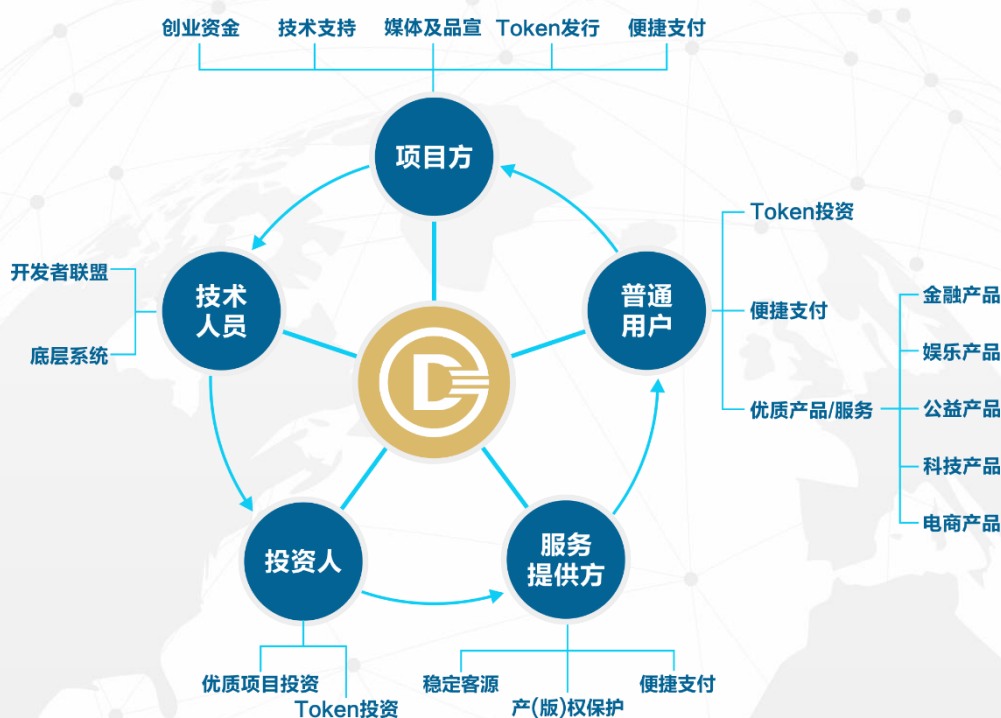 创业资金 技术支持 媒体及品宣 Token发行 便捷支付
项目方
Token投资
开发者联盟
技术
人员
底层系统
普通
用户
便捷支付
优质产品/服务
金融产品
娱乐产品
公益产品
科技产品
电商产品
D
投资人
服务
提供方
优质项目投资
Token投资
稳定客源
产(版)权保护
便捷支付